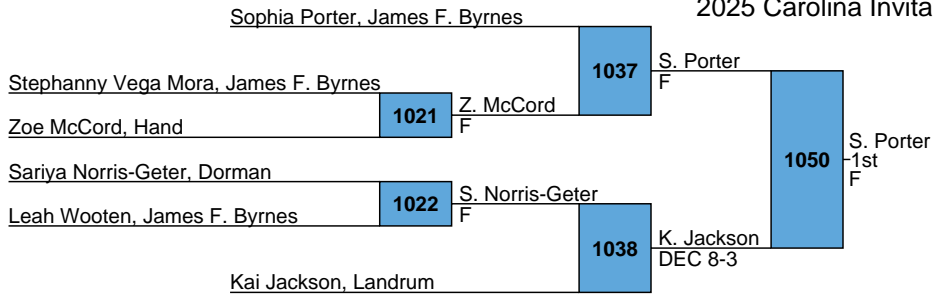 2025 Carolina Invita
Sophia Porter, James F. Byrnes
1037
S. Porter
F
Stephanny Vega Mora, James F. Byrnes
1021
Z. McCord
F
Zoe McCord, Hand
1050
S. Porter
1st
F
Sariya Norris-Geter, Dorman
1022
S. Norris-Geter
F
Leah Wooten, James F. Byrnes
1038
K. Jackson
DEC 8-3
Kai Jackson, Landrum